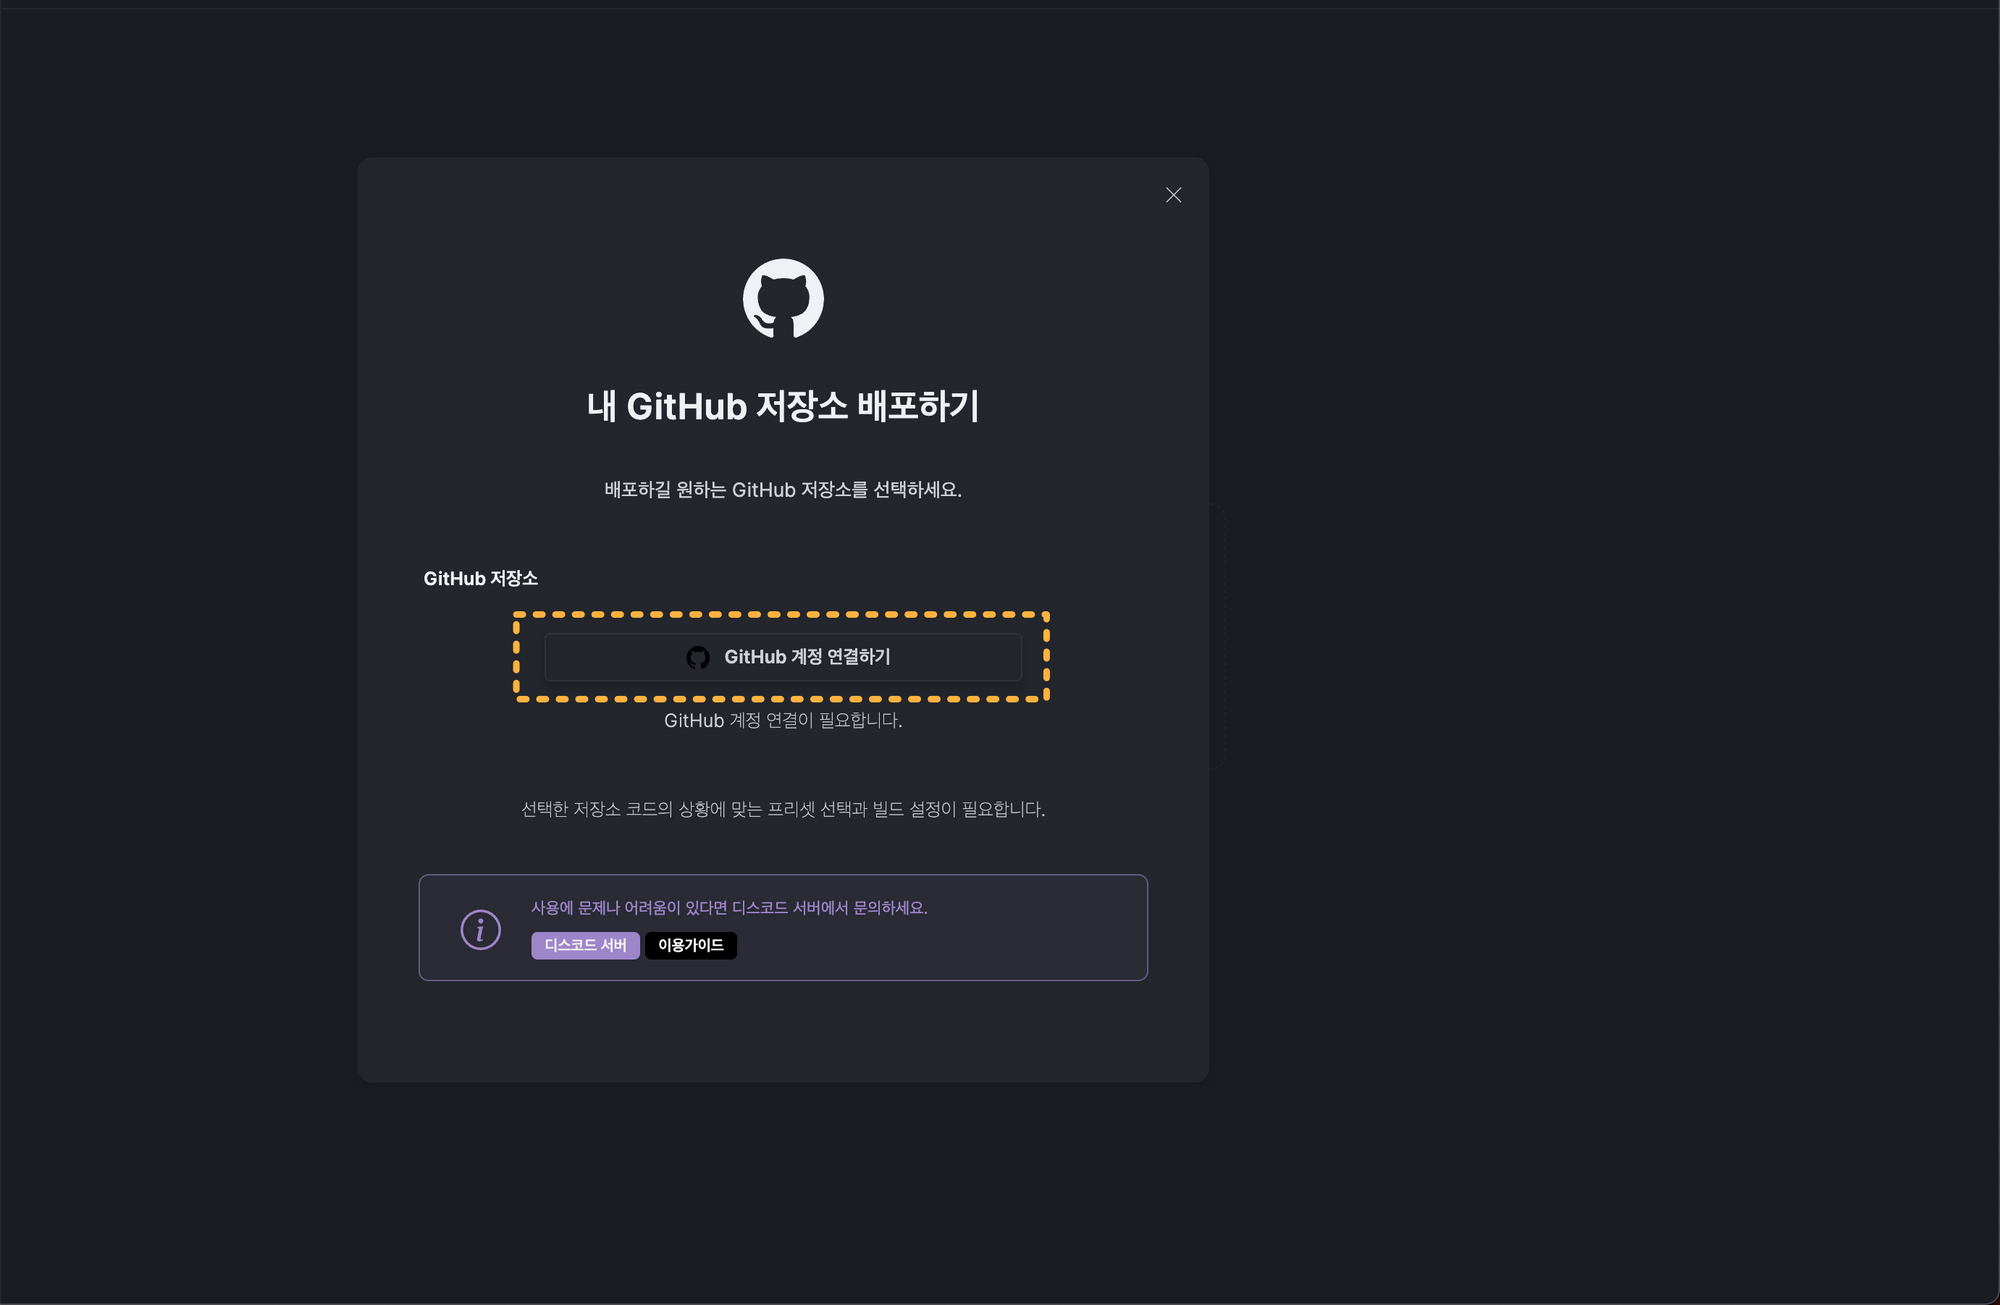 내 GitHub 저장소 배포하기
배포하길 원하는 GitHub 저장소를 선택하세요.
GitHub 저장소
GitHub 계정 연결하기
GitHub 계정 연결이 필요합니다.
선택한 저장소 코드의 상황에 맞는 프리셋 선택과 빌드 설정이 필요합니다.
사용에 문제나 어려움이 있다면 디스코드 서버에서 문의하세요.
디스코드 서버 이용가이드